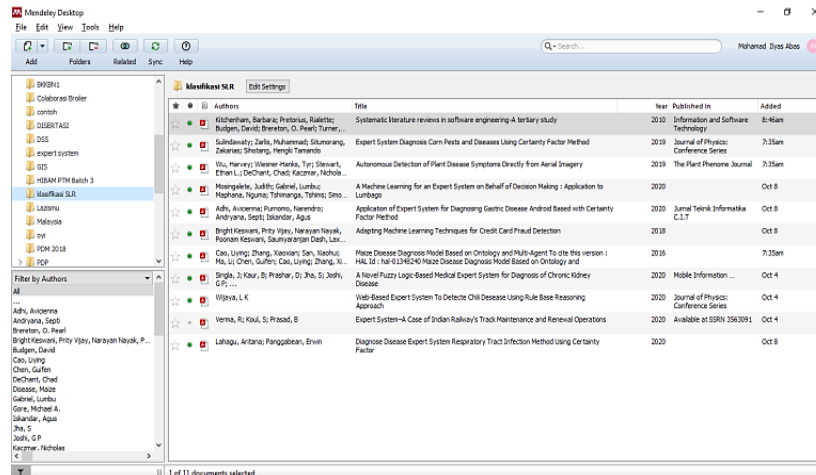 Mendeley Desktop
File Edit View Tools Help
Search...
Mohamad Ilyas Abas
Add Folders Related Sync Help
BKKBN1
Colaborasi Broiler
contoh
DISERTASI
DSS
expert system
GIS
HIBAM PTM Batch 3
klasifikasi SLR
Lazismu
Malaysia
oyi
PDM 2018
PDP
Filter by Authors
All
...
Adhi, Avicenna
Andryana, Septi
Brereton, O. Pearl
Bright Keswani, Prity Vijay, Narayan Nayak, P...
Budgen, David
Cao, Liying
Chen, Guifen
DeChant, Chad
Disease, Maize
Gabriel, Lumbu
Gore, Michael A.
Iskandar, Agus
Jha, S
Joshi, G P
Kaczmar, Nicholas
klasifikasi SLR Edit Settings
Authors Title Year Published In Added
Kitchenham, Barbara; Pretorius, Rialette; Systematic literature reviews in software engineering-A tertiary study 2010 Information and Software 8:46am
Budgen, David; Brereton, O. Pearl; Turner,... Technology
Sulindawaty; Zarlis, Muhammad; Situmorang, Expert System Diagnosis Corn Pests and Diseases Using Certainty Factor Method 2019 Journal of Physics: 7:35am
Zakarias; Sihotang, Hengki Tamando Conference Series
Wu, Harvey; Wiesner-Hanks, Tyr; Stewart, Autonomous Detection of Plant Disease Symptoms Directly from Aerial Imagery 2019 The Plant Phenome Journal 7:35am
Ethan L.; DeChant, Chad; Kaczmar, Nichola...
Mosingalete, Judith; Gabriel, Lumbu; A Machine Learning for an Expert System on Behalf of Decision Making : Application to 2020 Oct 8
Maphana, Nguma; Tshimanga, Tshims; Simo... Lumbago
Adhi, Avicenna; Purnomo, Narendro; Application of Expert System for Diagnosing Gastric Disease Android Based with Certainty 2020 Jurnal Teknik Informatika Oct 8
Andryana, Septi; Iskandar, Agus Factor Method C.I.T
Bright Keswani, Prity Vijay, Narayan Nayak, Adapting Machine Learning Techniques for Credit Card Fraud Detection 2018 Oct 8
Poonam Keswani, Saumyaranjan Dash, Lax...
Cao, Liying; Zhang, Xiaoxian; San, Xiaohui; Maize Disease Diagnosis Model Based on Ontology and Multi-Agent To cite this version : 2016 7:35am
Ma, Li; Chen, Guifen; Cao, Liying; Zhang, Xi... HAL Id : hal-01348240 Maize Disease Diagnosis Model Based on Ontology and
Singla, J; Kaur, B; Prashar, D; Jha, S; Joshi, A Novel Fuzzy Logic-Based Medical Expert System for Diagnosis of Chronic Kidney 2020 Mobile Information ... Oct 4
G P; ... Disease
Wijaya, L K Web-Based Expert System To Detecte Chili Disease Using Rule Base Reasoning 2020 Journal of Physics: Oct 4
Approach Conference Series
Verma, R; Koul, S; Prasad, B Expert System-A Case of Indian Railway's Track Maintenance and Renewal Operations 2020 Available at SSRN 3563091 Oct 4
Lahagu, Aritana; Panggabean, Erwin Diagnose Disease Expert System Respiratory Tract Infection Method Using Certainty 2020 Oct 8
Factor
1 of 11 documents selected